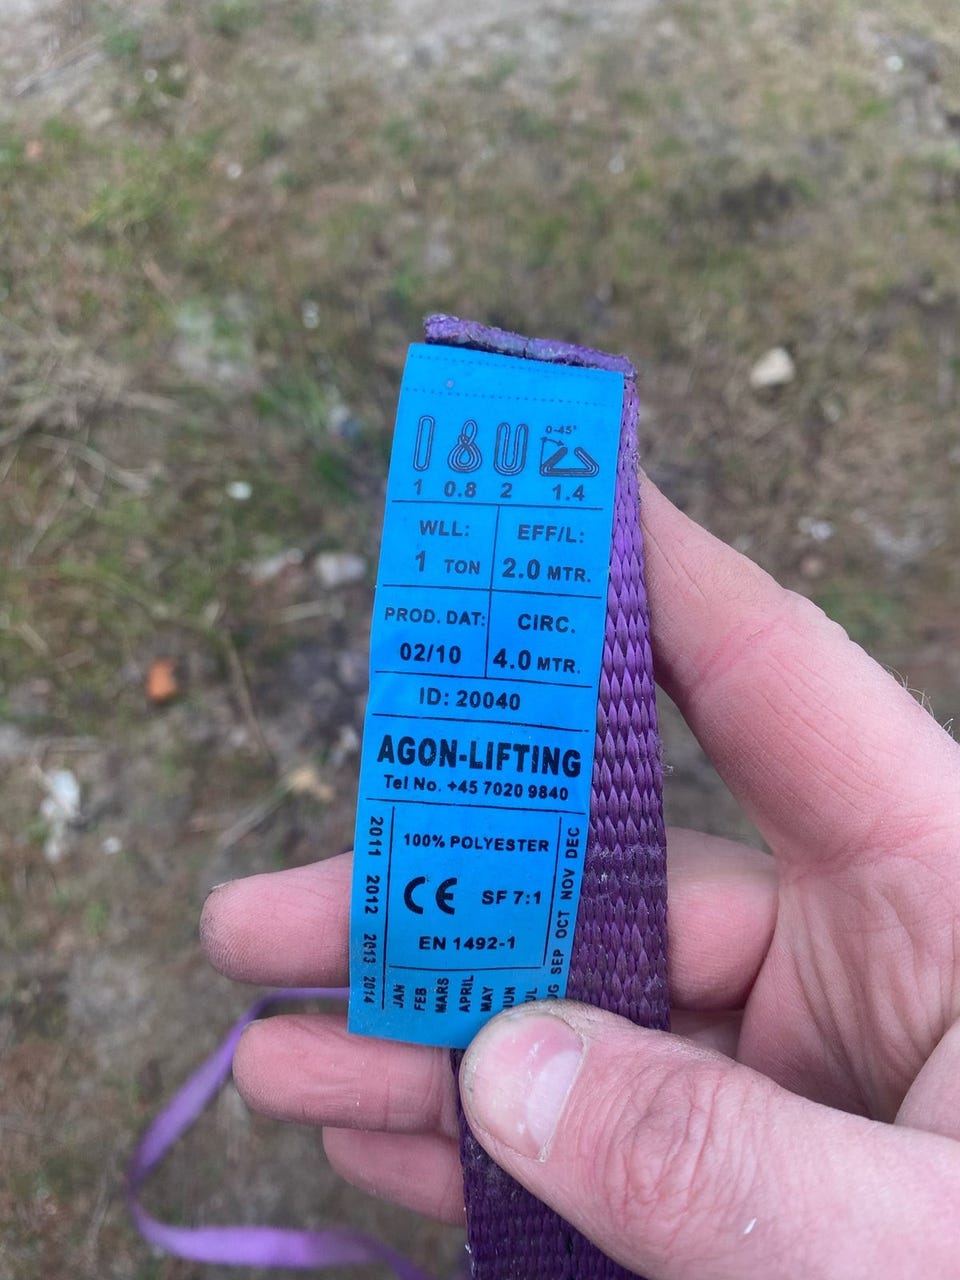 0-45°
1 0.8 2 1.4
WLL: EFF/L:
1 TON 2.0 MTR.
PROD. DAT: CIRC.
02/10 4.0 MTR.
ID: 20040
AGON-LIFTING
Tel No. +45 7020 9840
2011 2012 2013 2014
100% POLYESTER
CE SF 7:1
EN 1492-1
JAN FEB MARS APRIL MAY SEP OCT NOV DEC